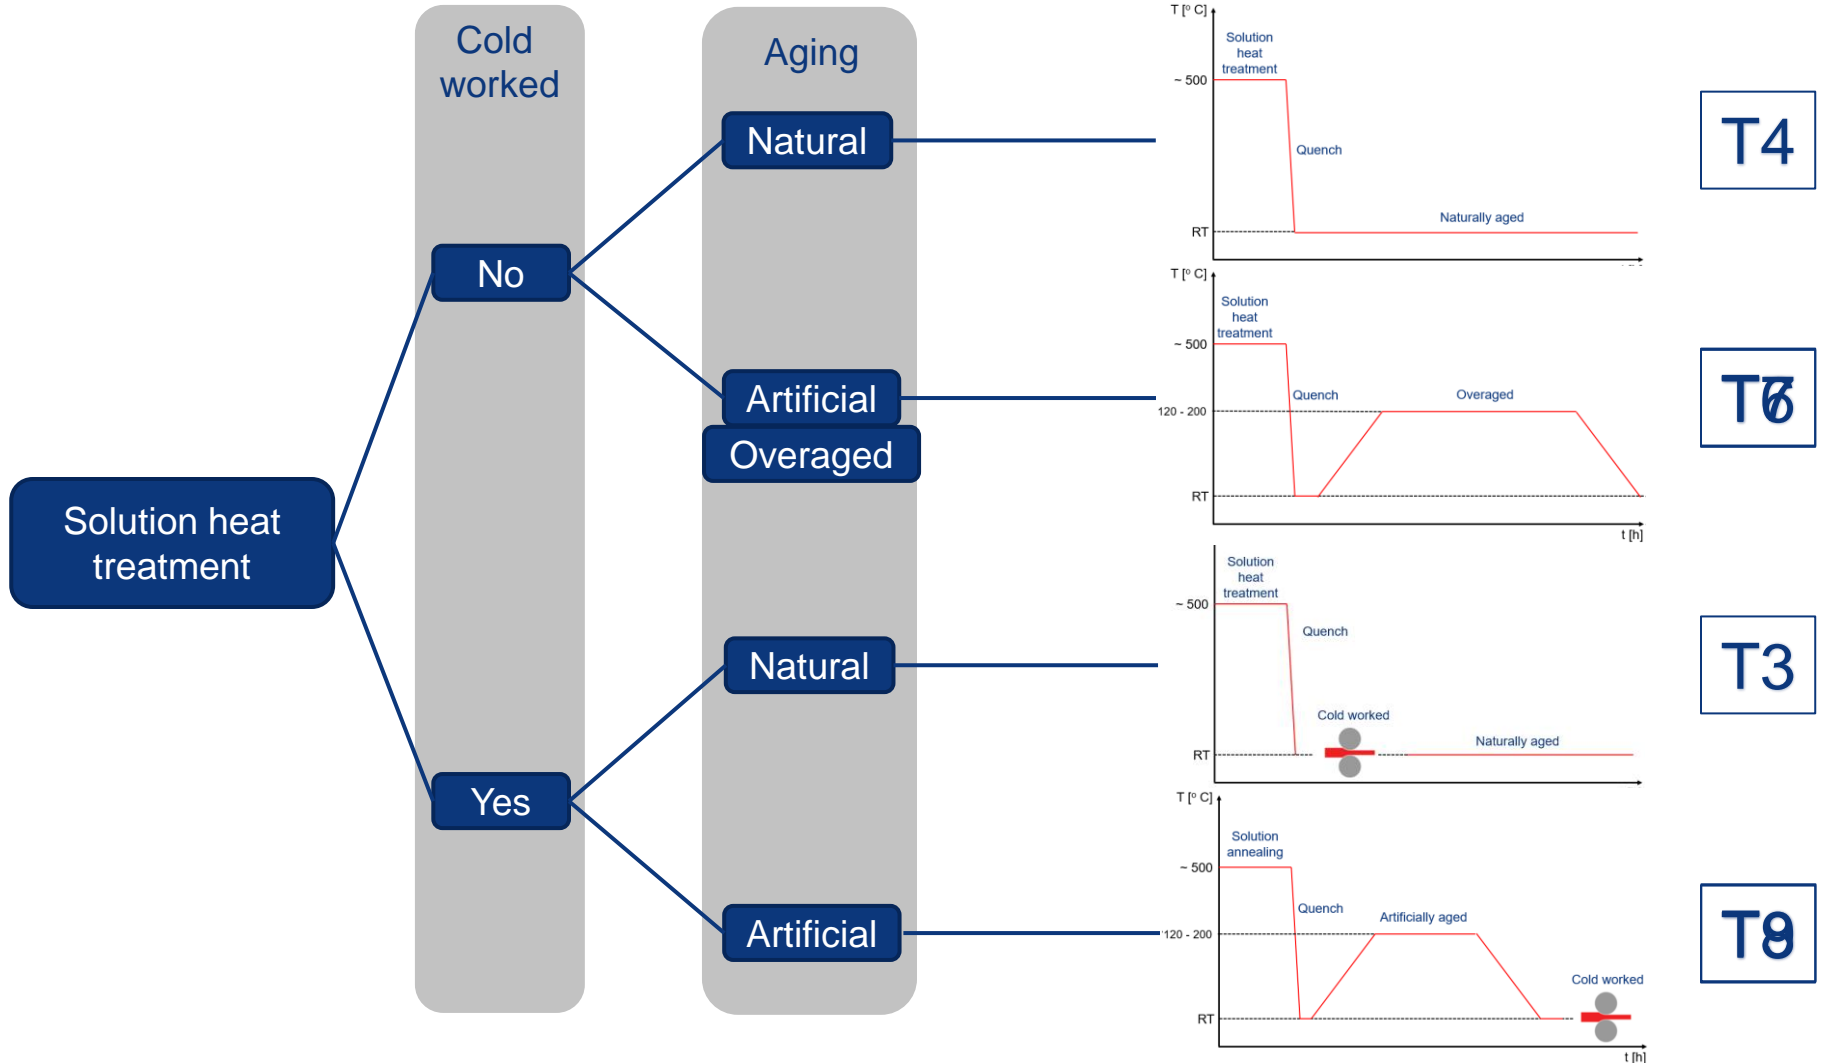 Cold
worked
Aging
Natural
No
Artificial
Overaged
Solution heat
treatment
Natural
Yes
Artificial
T [° C]
Solution
heat
treatment
~ 500
Quench
Naturally aged
RT
T4
T [° C]
Solution
heat
treatment
~ 500
Quench
Overaged
120 - 200
RT
t [h]
Solution
heat
treatment
~ 500
Quench
Cold worked
Naturally aged
RT
T3
T [° C]
Solution
annealing
~ 500
Quench
Artificially aged
120 - 200
Cold worked
RT
t [h]